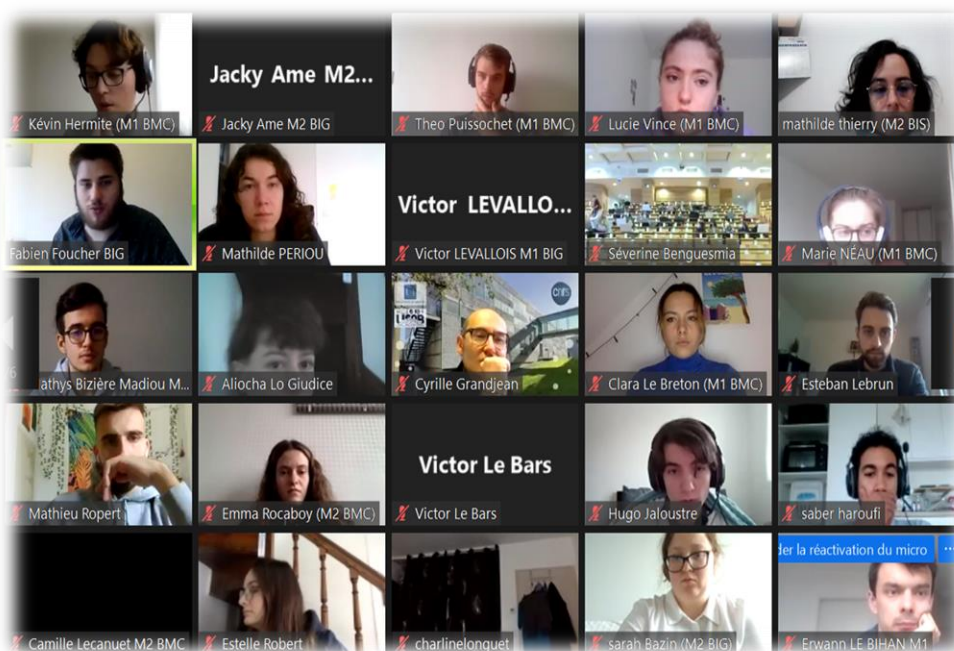 Kévin Hermite (M1 BMC)
Jacky Ame M2...
Jacky Ame M2 BIG
Theo Puissochet (M1 BMC)
Lucie Vince (M1 BMC)
mathilde thierry (M2 BIS)
Fabien Foucher BIG
Mathilde PERIOU
Victor LEVALLO...
Victor LEVALLOIS M1 BIG
Séverine Benguesmia
Marie NÉAU (M1 BMC)
athys Bizière Madiou M...
Aliocha Lo Giudice
cnrs
Cyrille Grandjean
Clara Le Breton (M1 BMC)
Esteban Lebrun
Mathieu Ropert
Emma Rocaboy (M2 BMC)
Victor Le Bars
Victor Le Bars
Hugo Jaloustre
saber haroufi
Camille Lecanuet M2 BMC
Estelle Robert
charlinelonguet
sarah Bazin (M2 BIG)
der la réactivation du micro ...
Erwann LE BIHAN M1